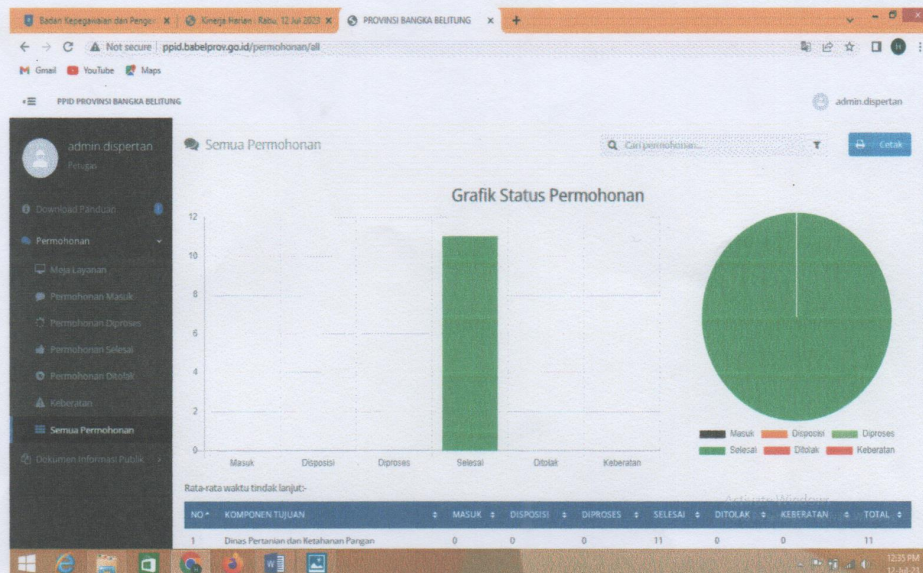 Badan Kepegawaian dan Pengem
Kinerja Harian : Rabu, 12 Jul 2023
PROVINSI BANGKA BELITUNG
Not secure ppid.babelprov.go.id/permohonan/all
Gmail YouTube Maps
PPID PROVINSI BANGKA BELITUNG
admin.dispertan
admin.dispertan
Petugas
Download Panduan
Permohonan
Meja Layanan
Permohonan Masuk
Permohonan Diproses
Permohonan Selesai
Permohonan Ditolak
Keberatan
Semua Permohonan
Dokumen Informasi Publik
Semua Permohonan
Cari permohonan...
Cetak
Grafik Status Permohonan
12
10
8
6
4
2
0
Masuk Disposisi Diproses Selesai Ditolak Keberatan
Masuk Disposisi Diproses
Selesai Ditolak Keberatan
Rata-rata waktu tindak lanjut:-
Activate Windows
NO KOMPONEN TUJUAN MASUK DISPOSISI DIPROSES SELESAI DITOLAK KEBERATAN TOTAL
1 Dinas Pertanian dan Ketahanan Pangan 0 0 0 11 0 0 11
12:35 PM
12-Jul-23